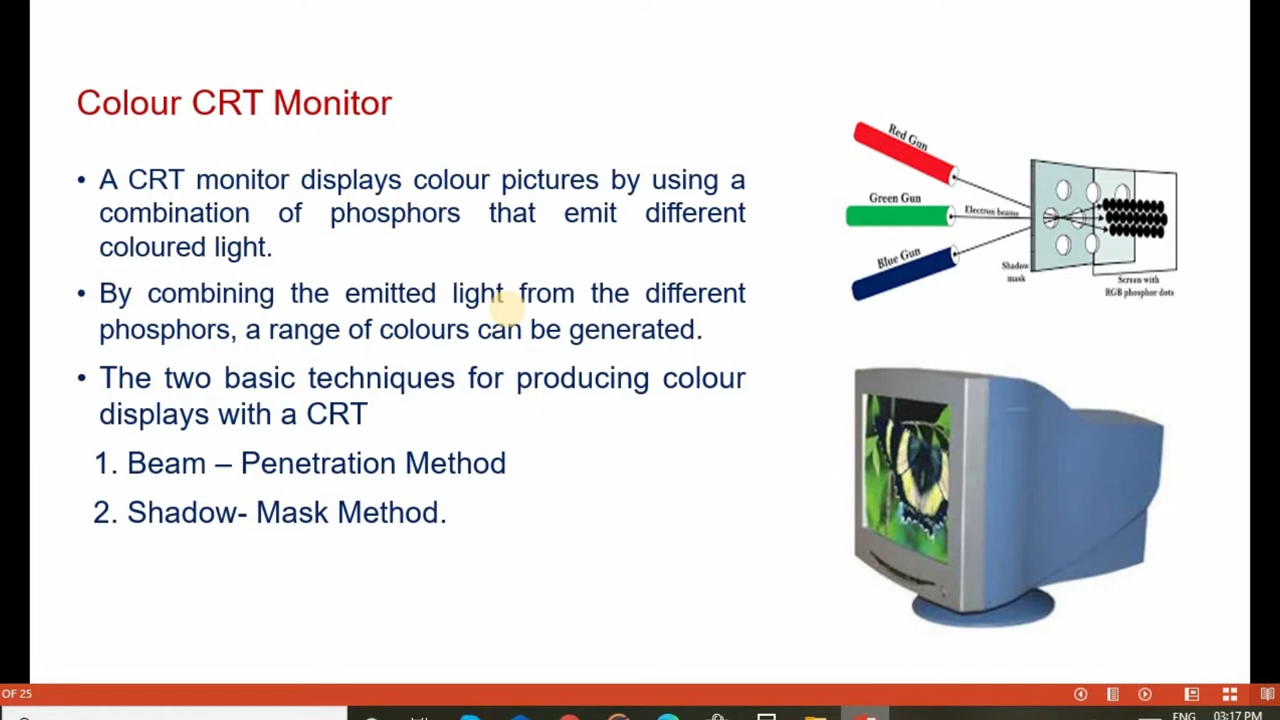 Colour CRT Monitor
• A CRT monitor displays colour pictures by using a
combination of phosphors that emit different
coloured light.
• By combining the emitted light from the different
phosphors, a range of colours can be generated.
• The two basic techniques for producing colour
displays with a CRT
1. Beam – Penetration Method
2. Shadow- Mask Method.
Red Gun
Green Gun
Electron beams
Blue Gun
Shadow
mask
Screen with
RGB phosphor dots
OF 25
ENG
03:17 PM